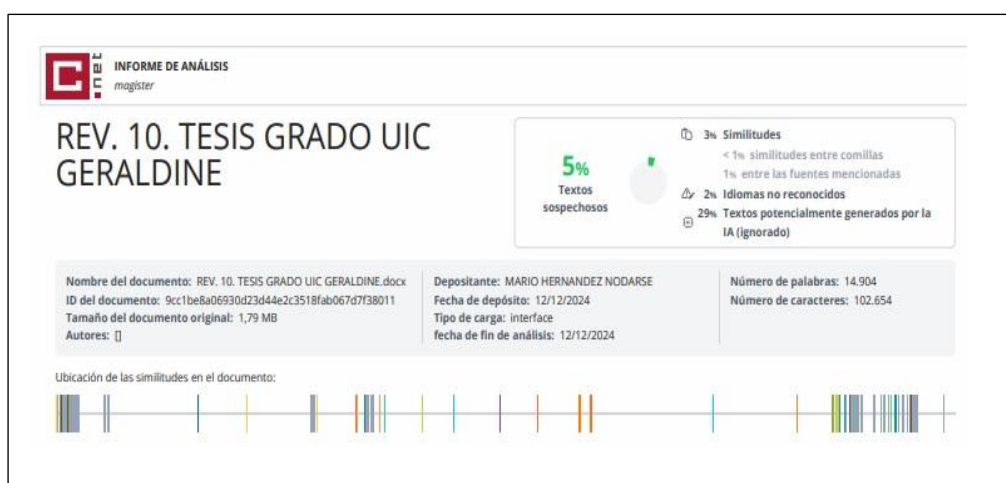 C.net
INFORME DE ANÁLISIS
magister
REV. 10. TESIS GRADO UIC
GERALDINE
5%
Textos
sospechosos
3% Similitudes
< 1% similitudes entre comillas
1% entre las fuentes mencionadas
2% Idiomas no reconocidos
29% Textos potencialmente generados por la
IA (ignorado)
Nombre del documento: REV. 10. TESIS GRADO UIC GERALDINE.docx
ID del documento: 9cc1be8a06930d23d44e2c3518fab067d7f38011
Tamaño del documento original: 1,79 MB
Autores: []
Depositante: MARIO HERNANDEZ NODARSE
Fecha de depósito: 12/12/2024
Tipo de carga: interface
fecha de fin de análisis: 12/12/2024
Número de palabras: 14.904
Número de caracteres: 102.654
Ubicación de las similitudes en el documento: